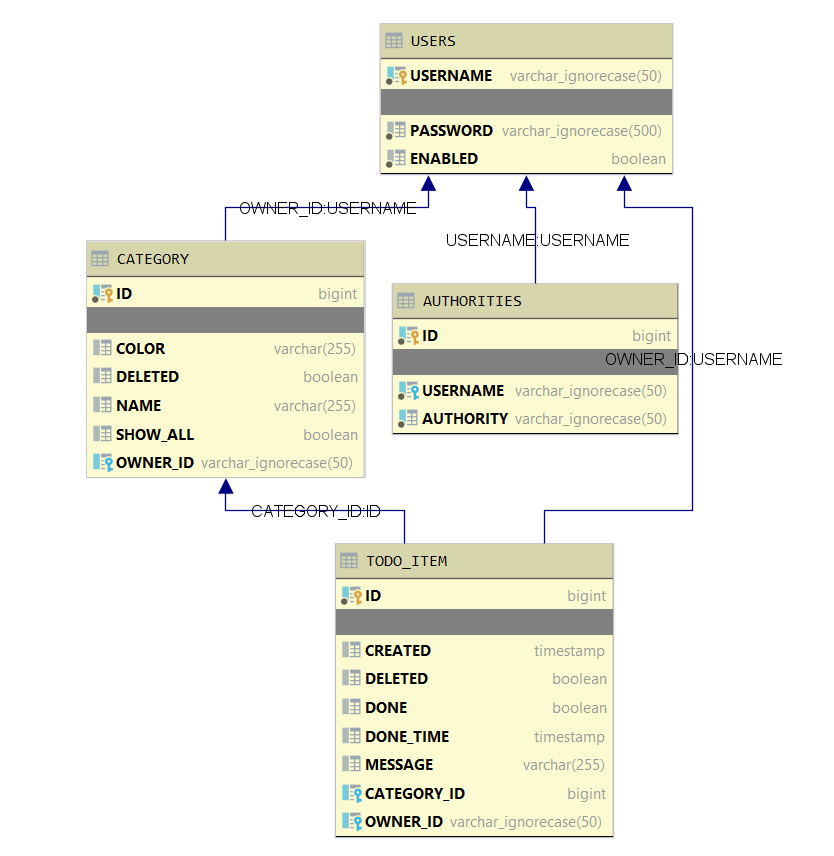 USERS
USERNAME varchar_ignorecase(50)
PASSWORD varchar_ignorecase(500)
ENABLED boolean
OWNER_ID:USERNAME
USERNAME:USERNAME
CATEGORY
ID bigint
COLOR varchar(255)
DELETED boolean
NAME varchar(255)
SHOW_ALL boolean
OWNER_ID varchar_ignorecase(50)
AUTHORITIES
ID bigint
OWNER_ID:USERNAME
USERNAME varchar_ignorecase(50)
AUTHORITY varchar_ignorecase(50)
CATEGORY_ID:ID
TODO_ITEM
ID bigint
CREATED timestamp
DELETED boolean
DONE boolean
DONE_TIME timestamp
MESSAGE varchar(255)
CATEGORY_ID bigint
OWNER_ID varchar_ignorecase(50)